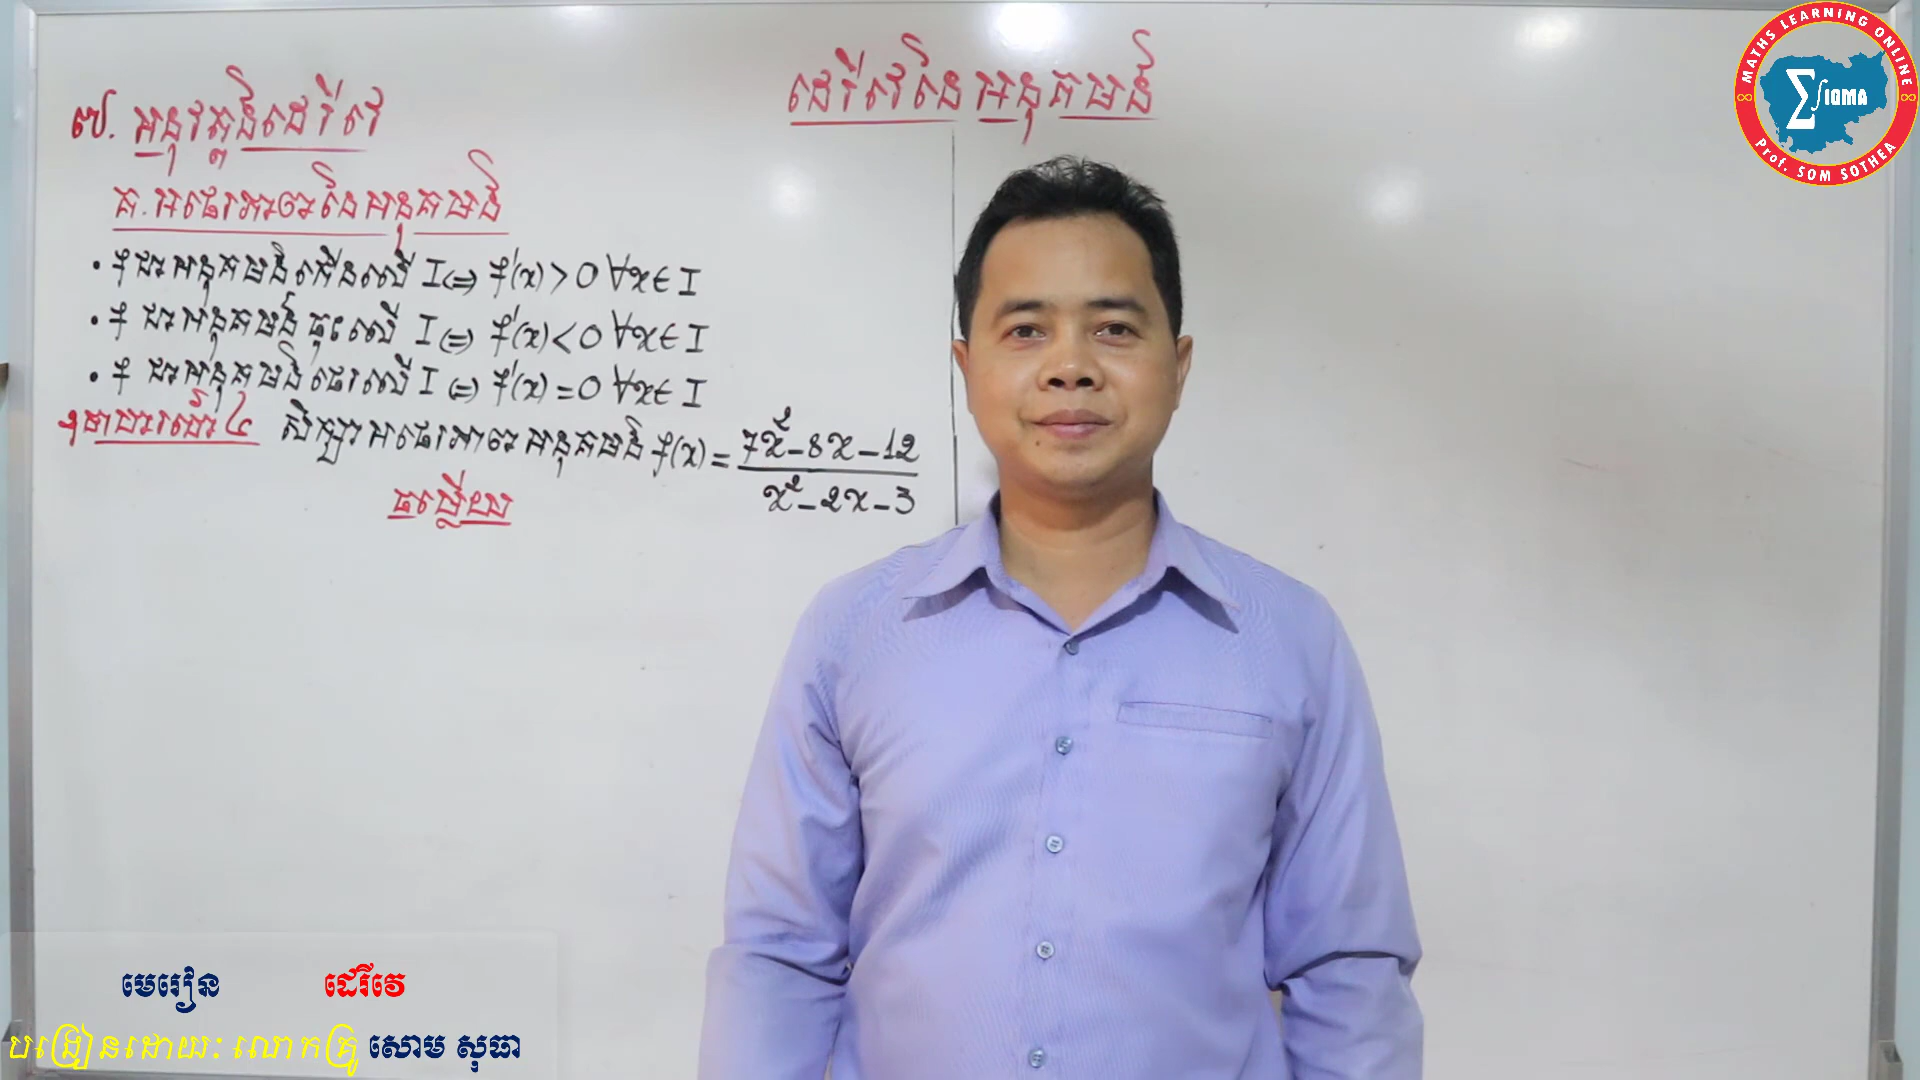 ដេរីវេនៃអនុគមន៍
៧. អនុវត្តន៍ដេរីវេ
គ. អថេរភាពនៃអនុគមន៍
• f ជាអនុគមន៍កើនលើ I ⇔ f'(x) > 0 ∀x ∈ I
• f ជាអនុគមន៍ចុះលើ I ⇔ f'(x) < 0 ∀x ∈ I
• f ជាអនុគមន៍ថេរលើ I ⇔ f'(x) = 0 ∀x ∈ I
ឧទាហរណ៍ ៤ សិក្សាអថេរភាពអនុគមន៍ f(x) = (7x² - 8x - 12) / (x² - 2x - 3)
ចម្លើយ
MATHS LEARNING ONLINE
Σ∫IGMA
Prof. SOM SOTHEA
មេរៀន ដេរីវេ
បង្រៀនដោយ: លោកគ្រូ សោម សុធា